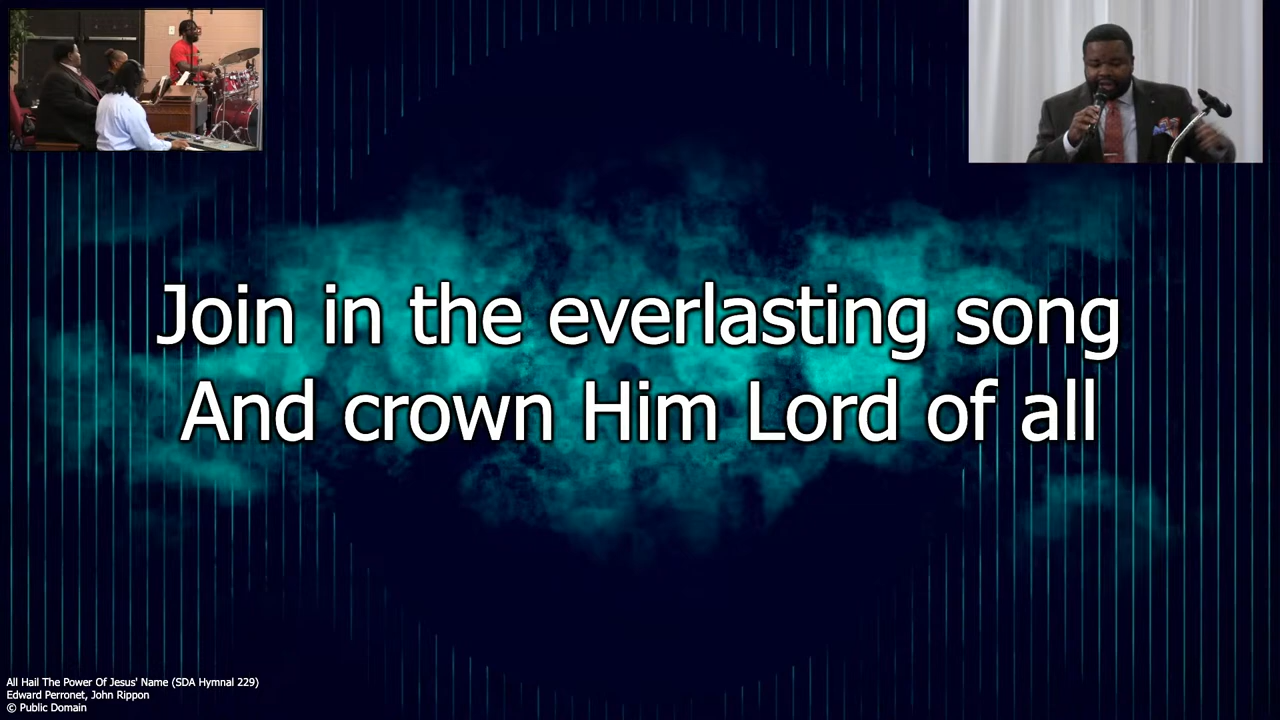 Join in the everlasting song
And crown Him Lord of all
All Hail The Power Of Jesus' Name (SDA Hymnal 229)
Edward Perronet, John Rippon
© Public Domain